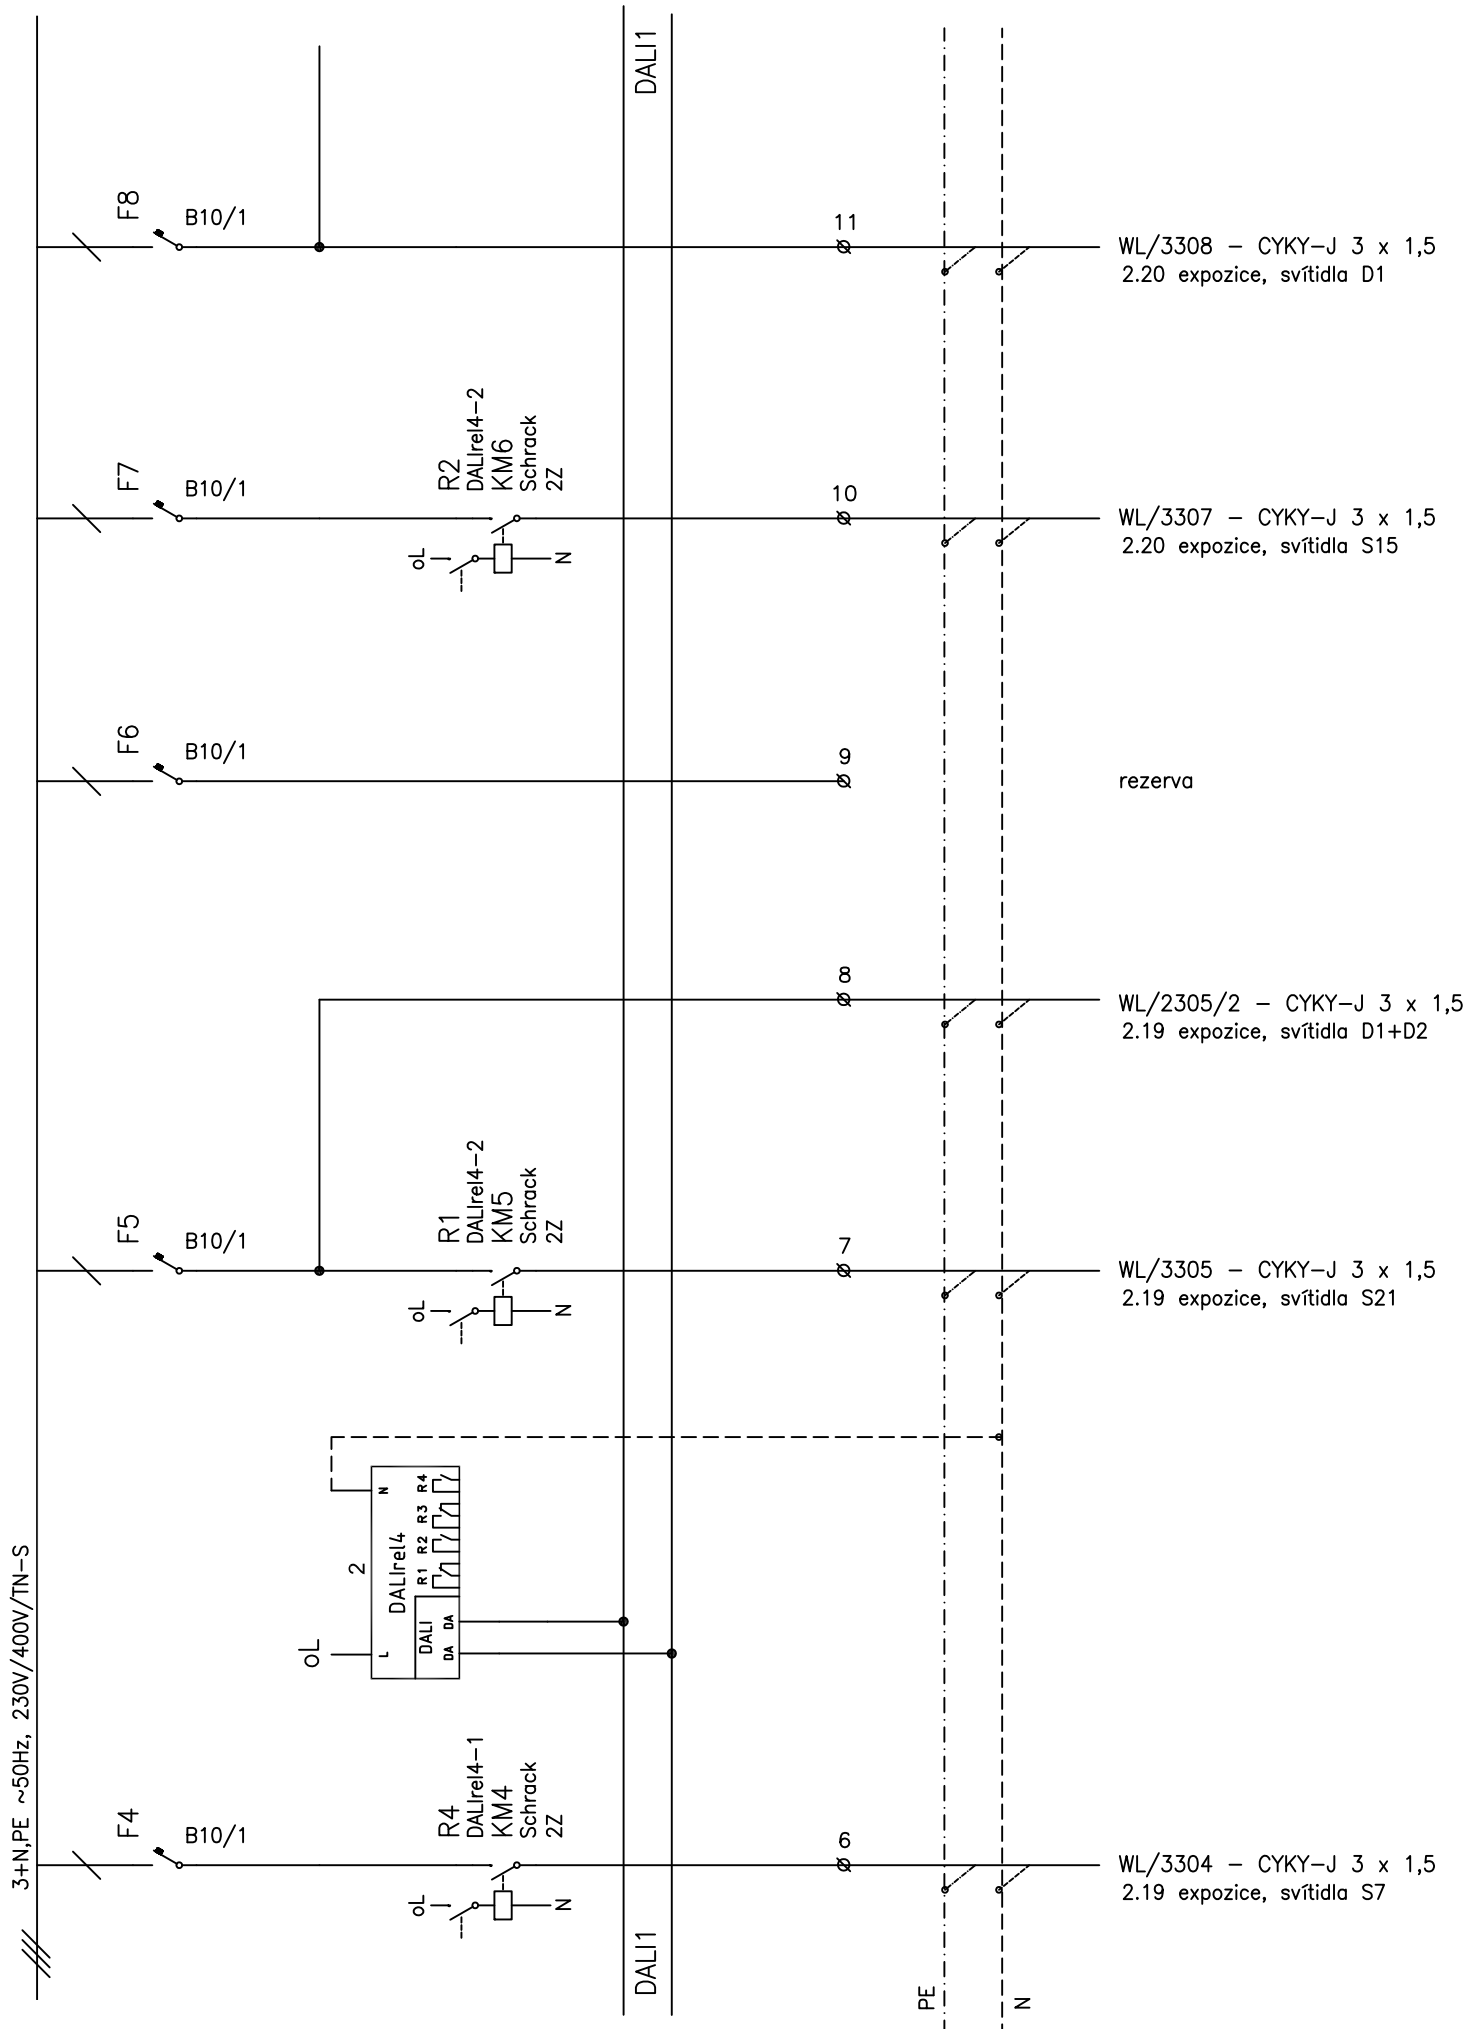 DALI1
F8
B10/1
11
WL/3308 - CYKY-J 3 x 1,5
2.20 expozice, svítidla D1
F7
B10/1
R2
DALIrel4-2
KM6
Schrack
2Z
oL
N
10
WL/3307 - CYKY-J 3 x 1,5
2.20 expozice, svítidla S15
F6
B10/1
9
rezerva
8
WL/2305/2 - CYKY-J 3 x 1,5
2.19 expozice, svítidla D1+D2
F5
B10/1
R1
DALIrel4-2
KM5
Schrack
2Z
oL
N
7
WL/3305 - CYKY-J 3 x 1,5
2.19 expozice, svítidla S21
2
oL
L
N
DALIrel4
DALI
R1 R2 R3 R4
DA DA
3+N,PE ~50Hz, 230V/400V/TN-S
F4
B10/1
R4
DALIrel4-1
KM4
Schrack
2Z
oL
N
6
WL/3304 - CYKY-J 3 x 1,5
2.19 expozice, svítidla S7
DALI1
PE
N